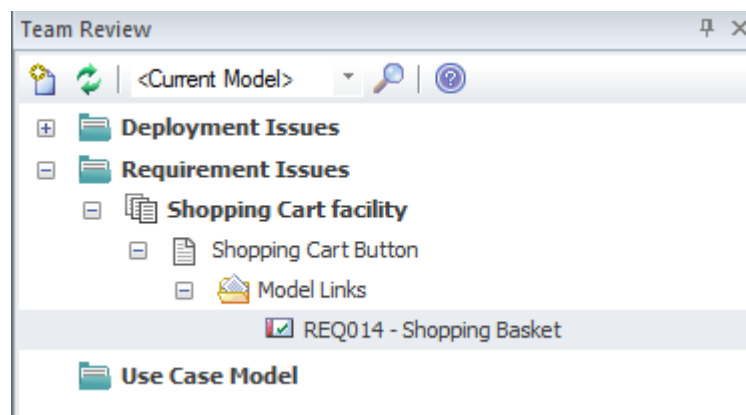 Team Review
<Current Model>
Deployment Issues
Requirement Issues
Shopping Cart facility
Shopping Cart Button
Model Links
REQ014 - Shopping Basket
Use Case Model